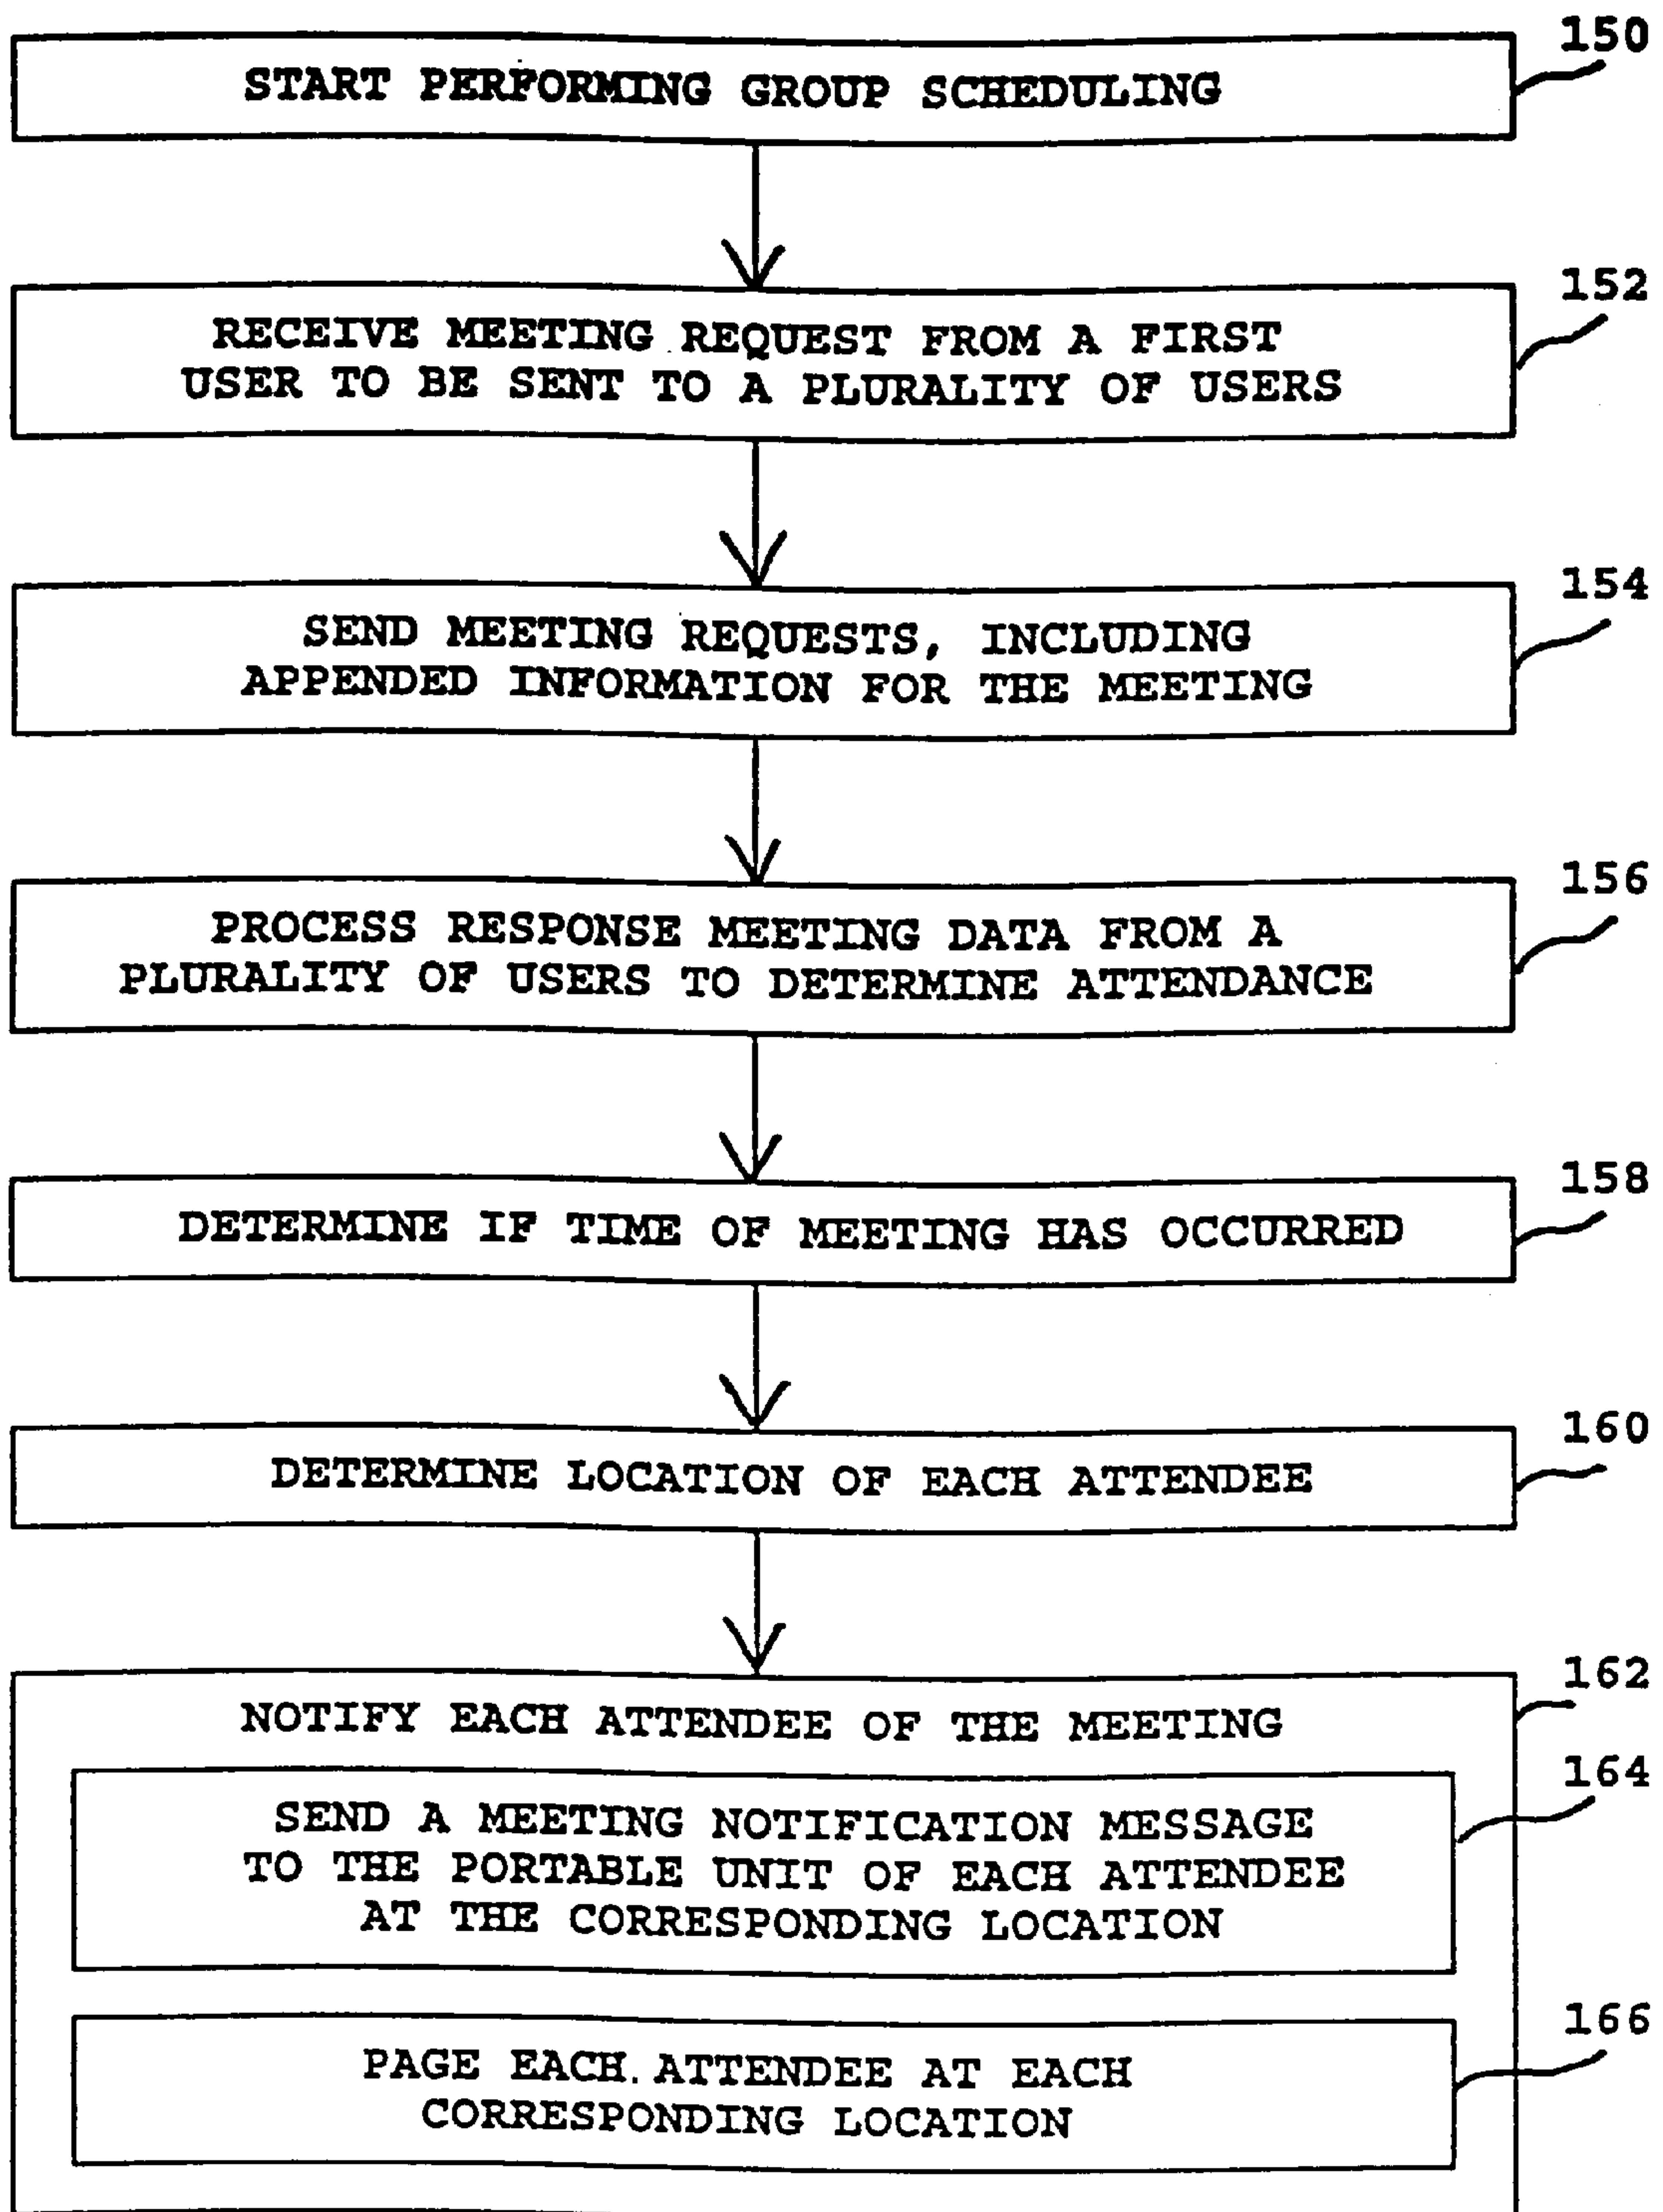 150
START PERFORMING GROUP SCHEDULING
152
RECEIVE MEETING REQUEST FROM A FIRST
USER TO BE SENT TO A PLURALITY OF USERS
154
SEND MEETING REQUESTS, INCLUDING
APPENDED INFORMATION FOR THE MEETING
156
PROCESS RESPONSE MEETING DATA FROM A
PLURALITY OF USERS TO DETERMINE ATTENDANCE
158
DETERMINE IF TIME OF MEETING HAS OCCURRED
160
DETERMINE LOCATION OF EACH ATTENDEE
162
NOTIFY EACH ATTENDEE OF THE MEETING
164
SEND A MEETING NOTIFICATION MESSAGE
TO THE PORTABLE UNIT OF EACH ATTENDEE
AT THE CORRESPONDING LOCATION
166
PAGE EACH ATTENDEE AT EACH
CORRESPONDING LOCATION